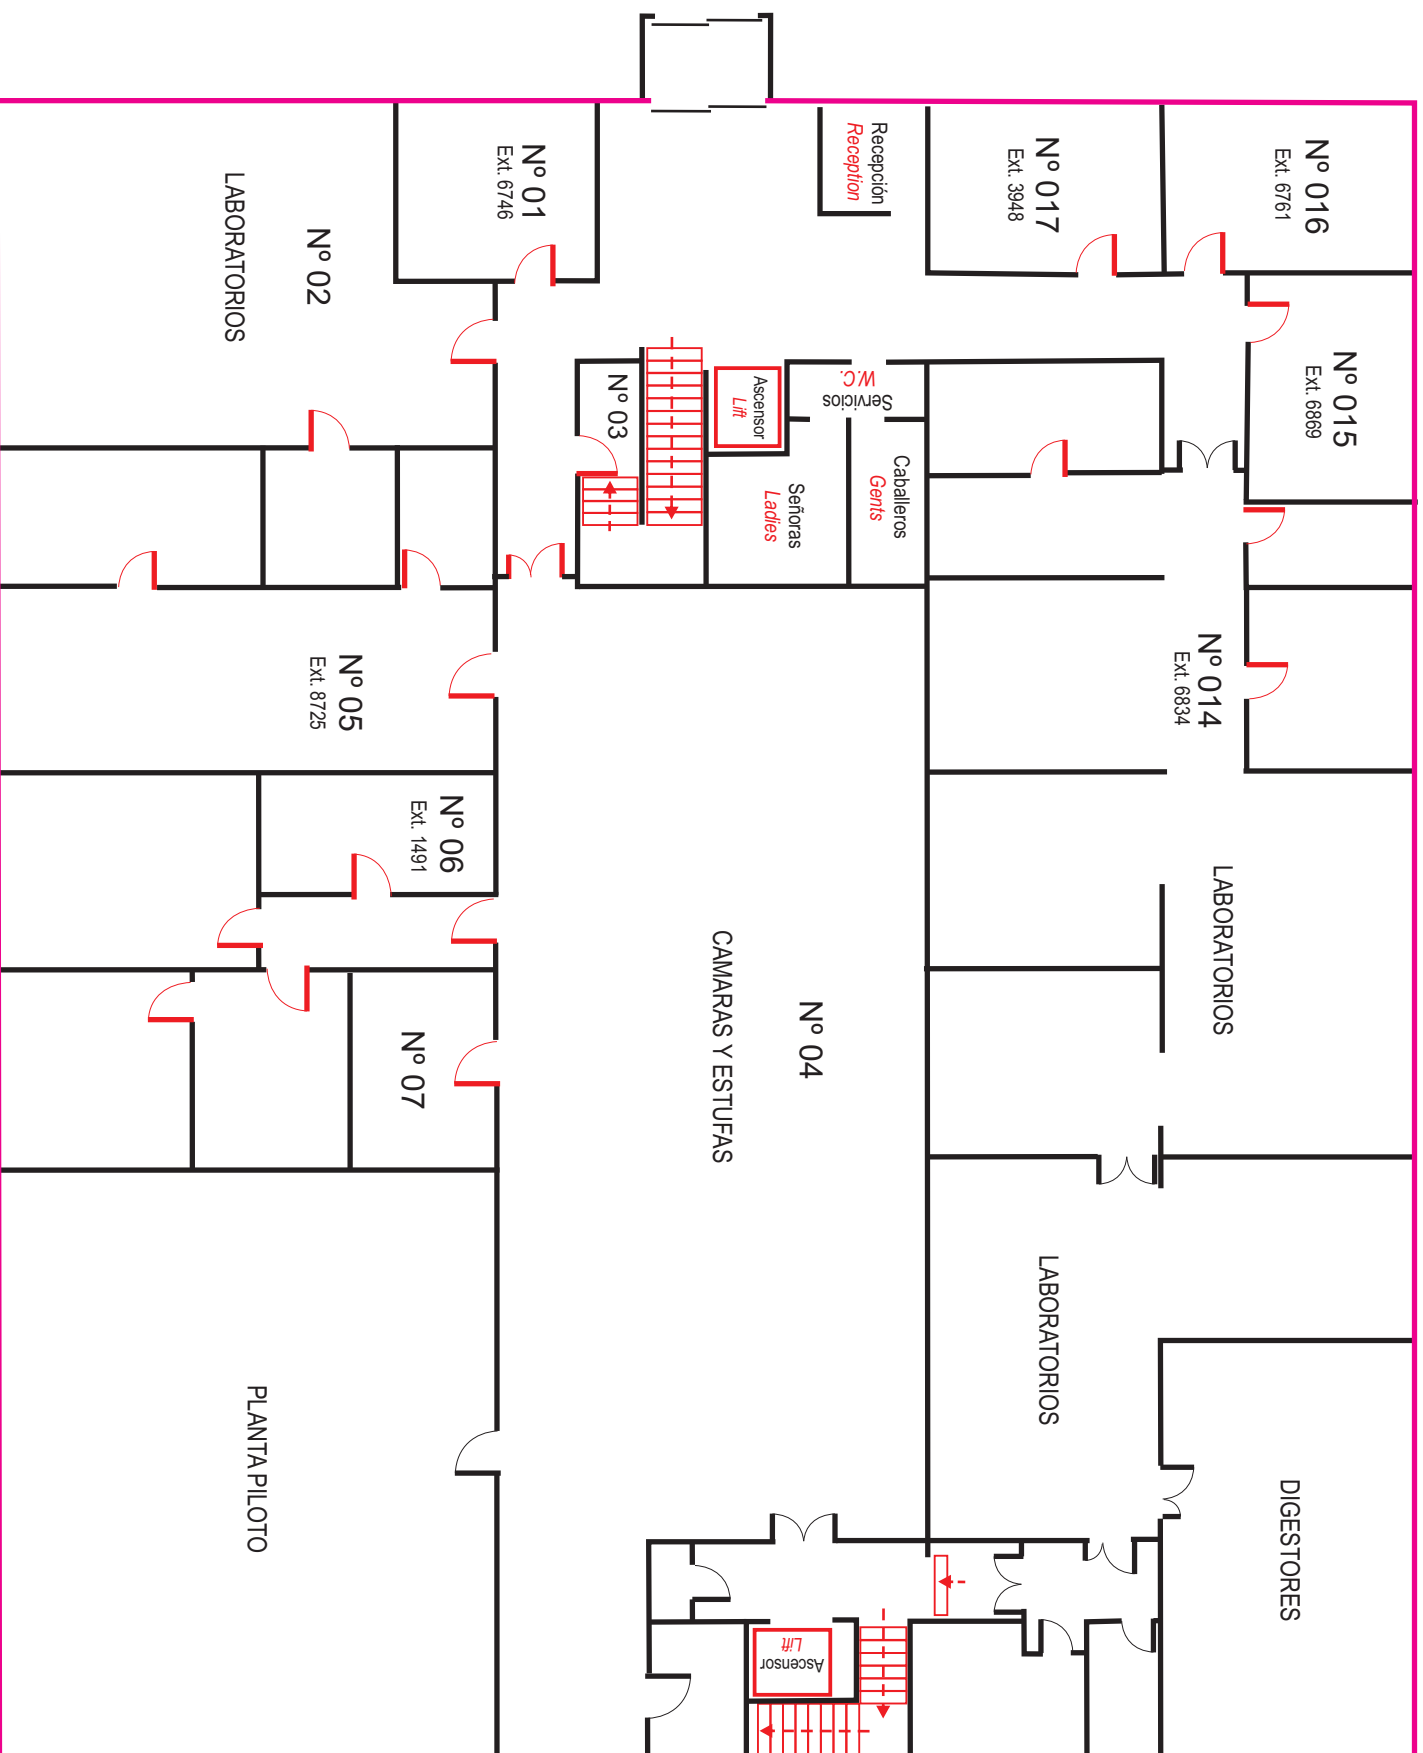 Nº 016
Ext. 6761
Nº 017
Ext. 3948
Recepción
Reception
Nº 01
Ext. 6746
Nº 02
LABORATORIOS
Nº 015
Ext. 6869
Servicios
W.C.
Ascensor
Lift
Nº 03
Caballeros
Gents
Señoras
Ladies
Nº 014
Ext. 6834
Nº 05
Ext. 8725
Nº 06
Ext. 1491
LABORATORIOS
Nº 04
CAMARAS Y ESTUFAS
Nº 07
LABORATORIOS
PLANTA PILOTO
DIGESTORES
Ascensor
Lift